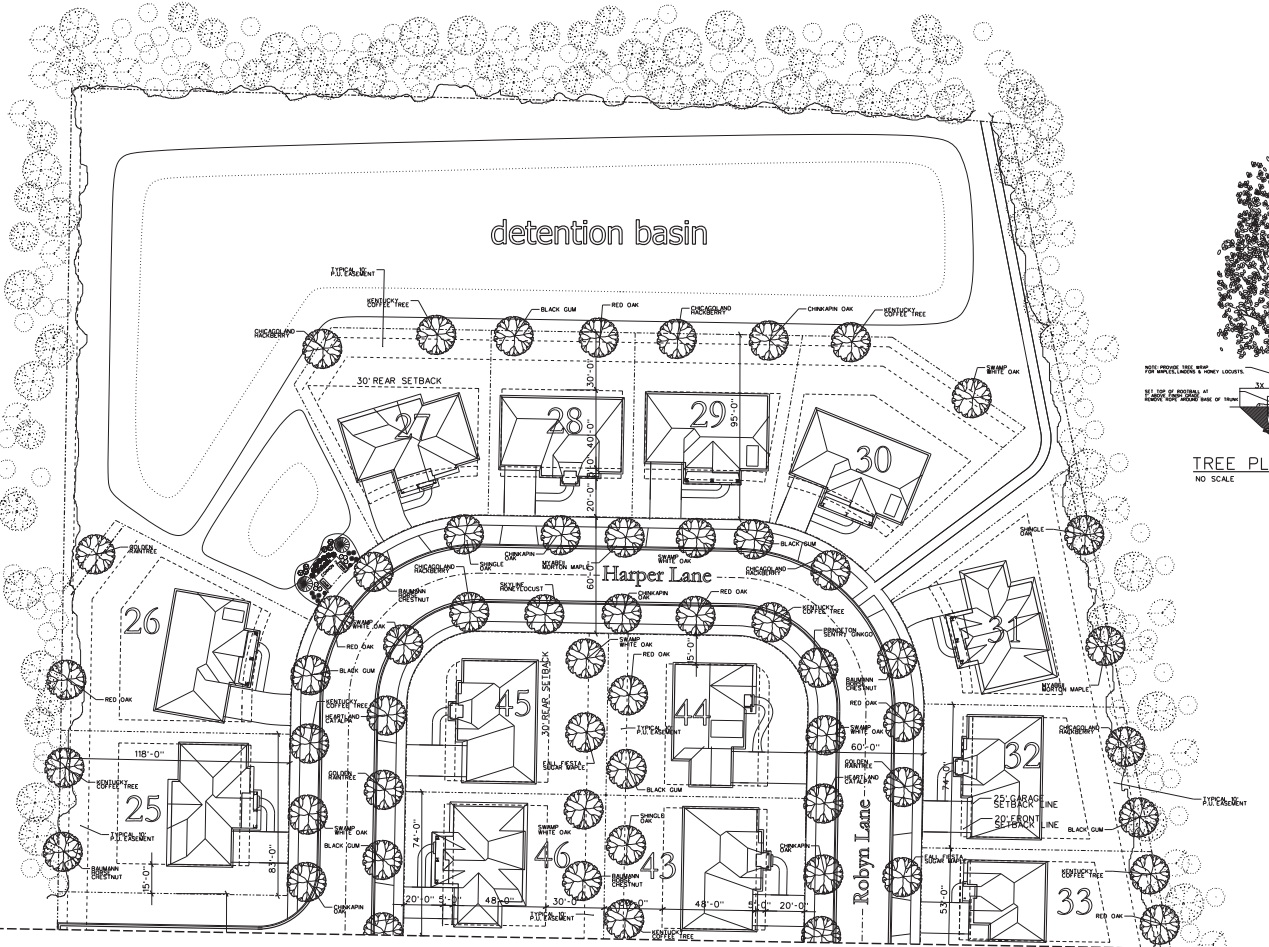 detention basin
TYPICAL 10'
P.U. EASEMENT
KENTUCKY
COFFEE TREE
BLACK GUM
RED OAK
CHICAGOLAND
HACKBERRY
CHINKAPIN OAK
KENTUCKY
COFFEE TREE
CHICAGOLAND
HACKBERRY
SWAMP
WHITE OAK
NOTE: PROVIDE TREE WRAP
FOR MAPLES, LINDENS & HONEY LOCUSTS.
3X
SET TOP OF ROOTBALL AT
1" ABOVE FINISH GRADE.
REMOVE ROPE AROUND BASE OF TRUNK
TREE PL
NO SCALE
30' REAR SETBACK
30'-0"
27
28
29
30
95'-0"
40'-0"
20'-0"
GOLDEN
RAINTREE
SHINGLE
OAK
CHINKAPIN
OAK
MYABEII
MORTON MAPLE
SWAMP
WHITE OAK
BLACK GUM
CHICAGOLAND
HACKBERRY
SHINGLE
OAK
CHICAGOLAND
HACKBERRY
Harper Lane
60'
SKYLINE
HONEYLOCUST
CHINKAPIN
OAK
RED OAK
KENTUCKY
COFFEE TREE
BAUMANN
HORSE
CHESTNUT
SWAMP
WHITE OAK
RED OAK
PRINCETON
SENTRY GINKGO
26
31
SWAMP
WHITE OAK
RED OAK
15'-0"
BLACK GUM
BAUMANN
HORSE
CHESTNUT
MYABEII
MORTON MAPLE
RED OAK
45
30' REAR SETBACK
44
KENTUCKY
COFFEE TREE
HEARTLAND
CATALPA
RED OAK
TYPICAL 10'
P.U. EASEMENT
SWAMP
WHITE OAK
CHICAGOLAND
HACKBERRY
118'-0"
60'-0"
32
FALL FIESTA
SUGAR MAPLE
GOLDEN
RAINTREE
GOLDEN
RAINTREE
HEARTLAND
CATALPA
74'-0"
KENTUCKY
COFFEE TREE
BLACK GUM
25
25' GARAGE
SETBACK LINE
20' FRONT
SETBACK LINE
TYPICAL 10'
P.U. EASEMENT
TYPICAL 10'
P.U. EASEMENT
SWAMP
WHITE OAK
BLACK GUM
74'-0"
SWAMP
WHITE OAK
SHINGLE
OAK
CHINKAPIN
OAK
BLACK GUM
46
43
83'-0"
Robyn Lane
FALL FIESTA
SUGAR MAPLE
BAUMANN
HORSE
CHESTNUT
15'-0"
BAUMANN
HORSE
CHESTNUT
KENTUCKY
COFFEE TREE
CHINKAPIN
OAK
20'-0"
5'-0"
48'-0"
30'-0"
48'-0"
20'-0"
53'-0"
33
TYPICAL 10'
P.U. EASEMENT
KENTUCKY
COFFEE TREE
RED OAK